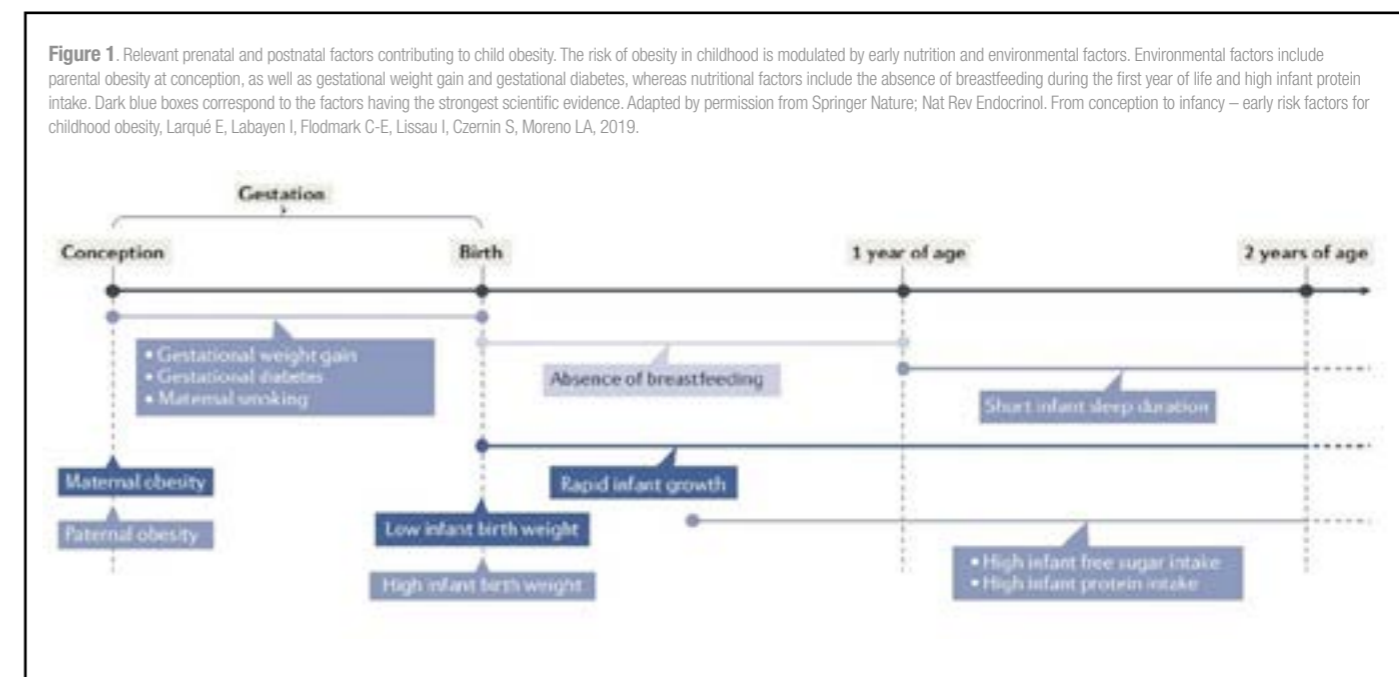 Figure 1. Relevant prenatal and postnatal factors contributing to child obesity. The risk of obesity in childhood is modulated by early nutrition and environmental factors. Environmental factors include
parental obesity at conception, as well as gestational weight gain and gestational diabetes, whereas nutritional factors include the absence of breastfeeding during the first year of life and high infant protein
intake. Dark blue boxes correspond to the factors having the strongest scientific evidence. Adapted by permission from Springer Nature; Nat Rev Endocrinol. From conception to infancy – early risk factors for
childhood obesity, Larqué E, Labayen I, Flodmark C-E, Lissau I, Czernin S, Moreno LA, 2019.
Gestation
Conception
Birth
1 year of age
2 years of age
• Gestational weight gain
• Gestational diabetes
• Maternal smoking
Absence of breastfeeding
Short infant sleep duration
Maternal obesity
Rapid infant growth
Paternal obesity
Low infant birth weight
High infant birth weight
• High infant free sugar intake
• High infant protein intake